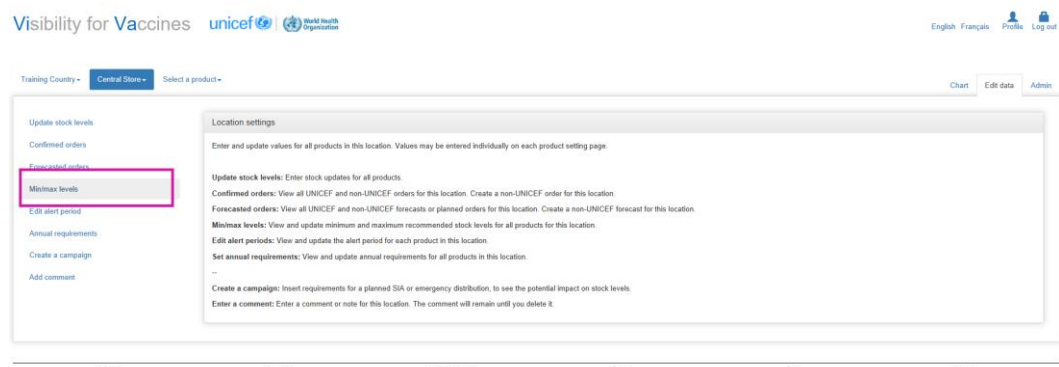 Visibility for Vaccines unicef World Health Organization English Français Profile Log out
Training Country Central Store Select a product Chart Edit data Admin
Update stock levels
Confirmed orders
Forecasted orders
Min/max levels
Edit alert period
Annual requirements
Create a campaign
Add comment
Location settings
Enter and update values for all products in this location. Values may be entered individually on each product setting page.
Update stock levels: Enter stock updates for all products.
Confirmed orders: View all UNICEF and non-UNICEF orders for this location. Create a non-UNICEF order for this location.
Forecasted orders: View all UNICEF and non-UNICEF forecasts or planned orders for this location. Create a non-UNICEF forecast for this location.
Min/max levels: View and update minimum and maximum recommended stock levels for all products for this location.
Edit alert periods: View and update the alert period for each product in this location.
Set annual requirements: View and update annual requirements for all products in this location.
--
Create a campaign: Insert requirements for a planned SIA or emergency distribution, to see the potential impact on stock levels.
Enter a comment: Enter a comment or note for this location. The comment will remain until you delete it.